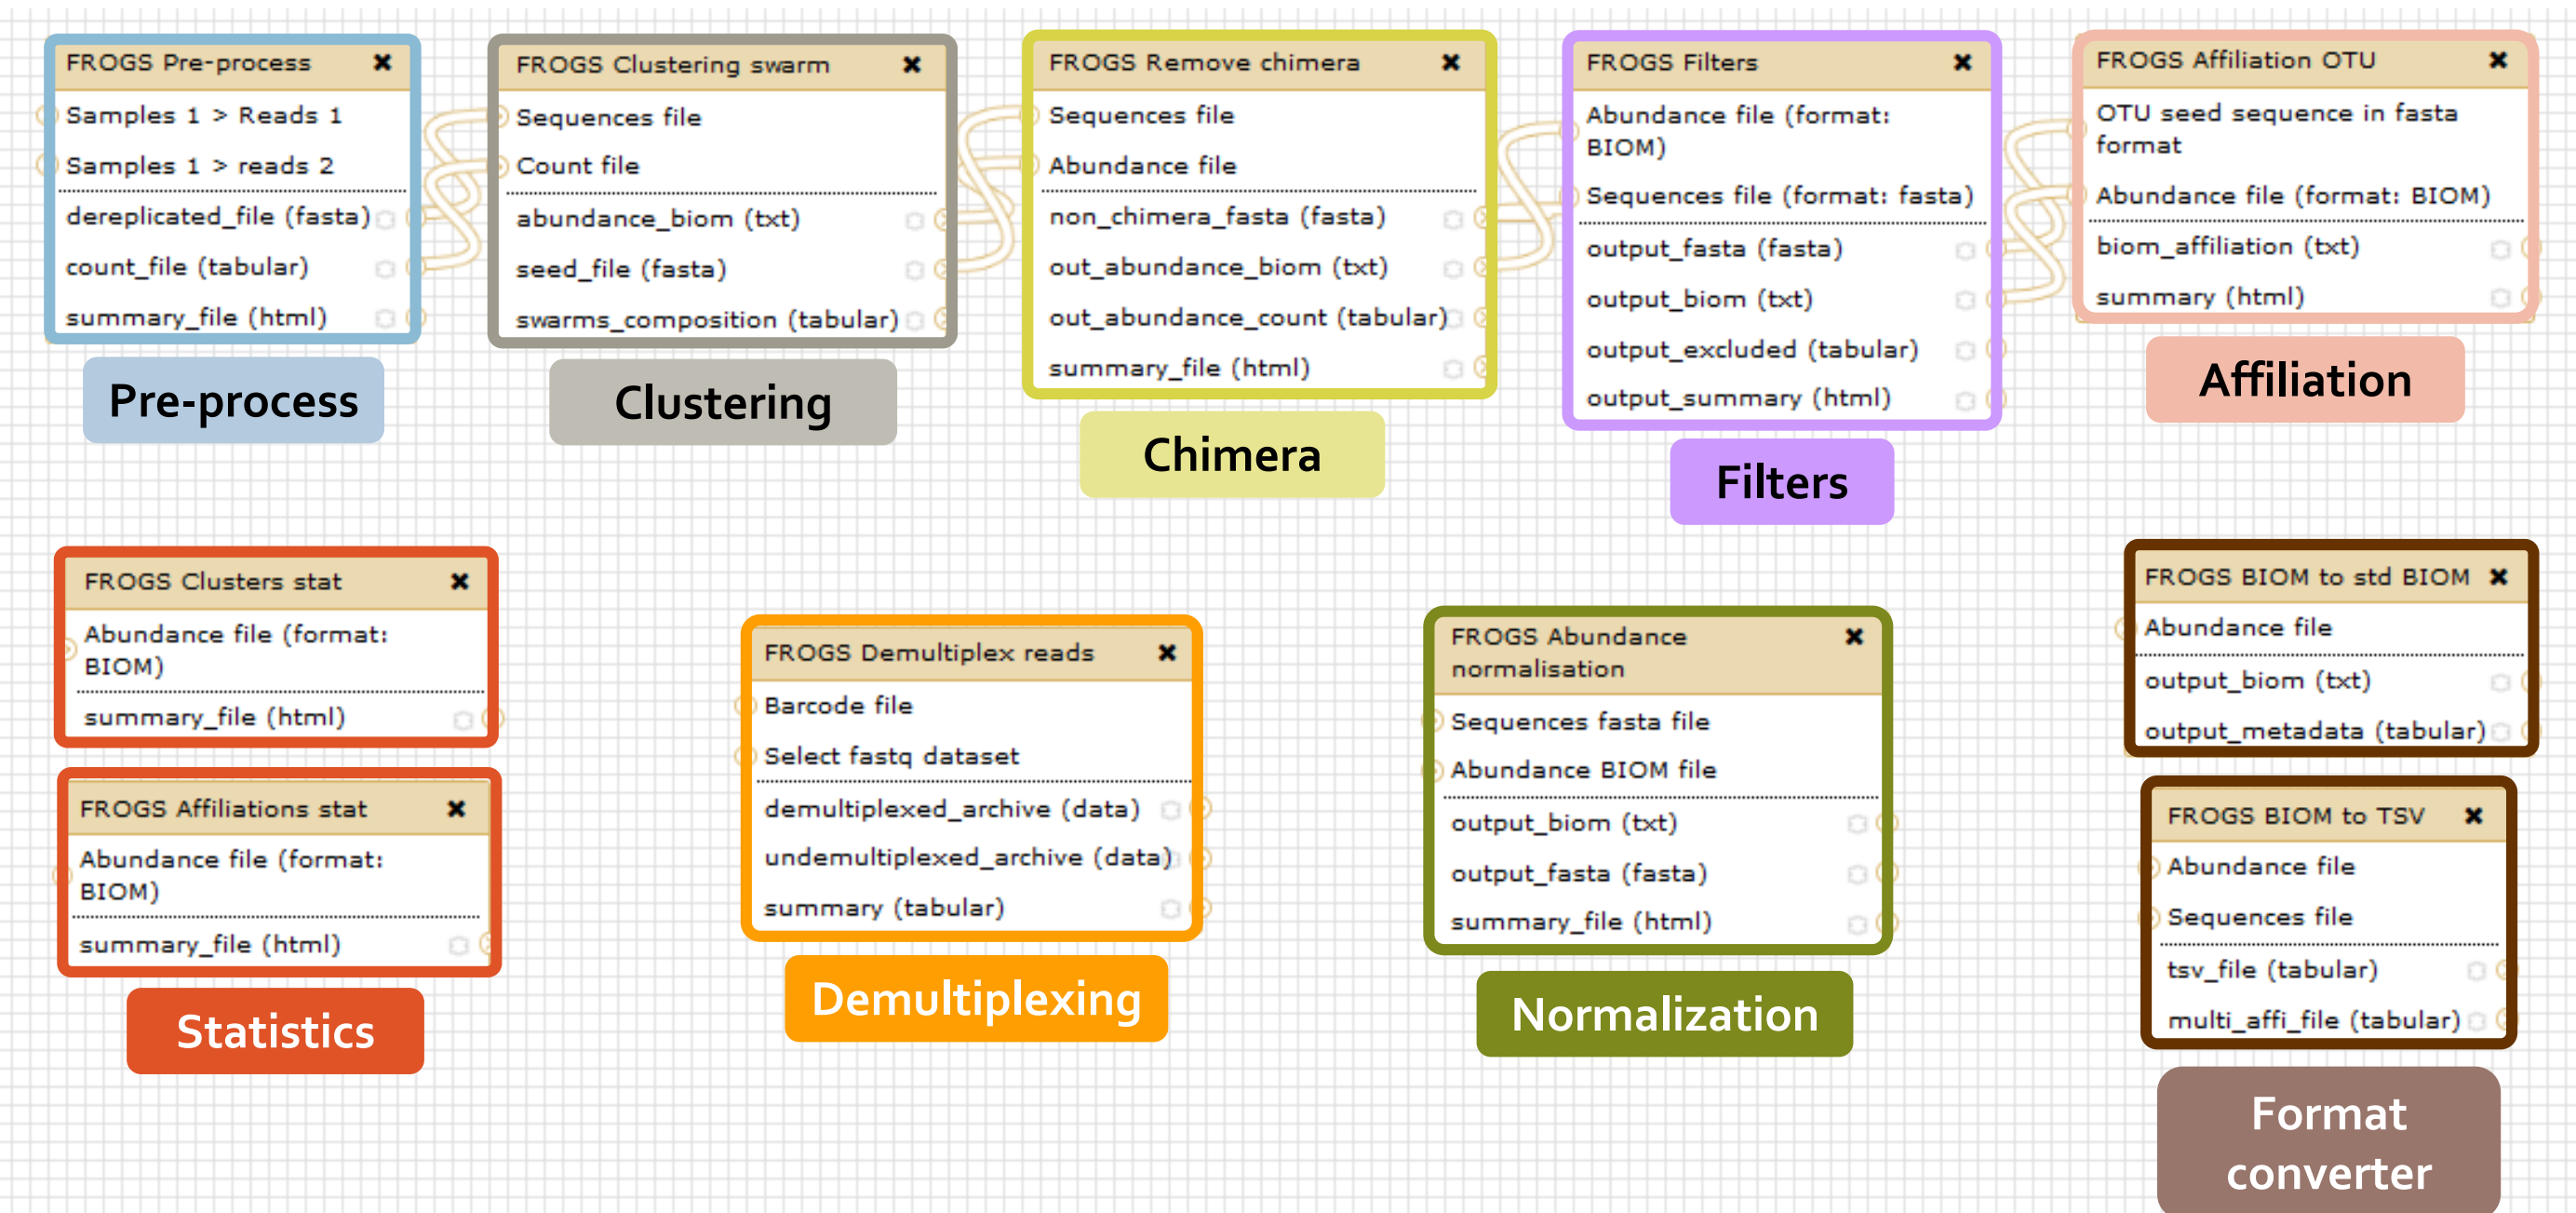 FROGS Pre-process ✖
Samples 1 > Reads 1
Samples 1 > reads 2
dereplicated_file (fasta)
count_file (tabular)
summary_file (html)
Pre-process
FROGS Clustering swarm ✖
Sequences file
Count file
abundance_biom (txt)
seed_file (fasta)
swarms_composition (tabular)
Clustering
FROGS Remove chimera ✖
Sequences file
Abundance file
non_chimera_fasta (fasta)
out_abundance_biom (txt)
out_abundance_count (tabular)
summary_file (html)
Chimera
FROGS Filters ✖
Abundance file (format:
BIOM)
Sequences file (format: fasta)
output_fasta (fasta)
output_biom (txt)
output_excluded (tabular)
output_summary (html)
Filters
FROGS Affiliation OTU ✖
OTU seed sequence in fasta
format
Abundance file (format: BIOM)
biom_affiliation (txt)
summary (html)
Affiliation
FROGS Clusters stat ✖
Abundance file (format:
BIOM)
summary_file (html)
FROGS Affiliations stat ✖
Abundance file (format:
BIOM)
summary_file (html)
Statistics
FROGS Demultiplex reads ✖
Barcode file
Select fastq dataset
demultiplexed_archive (data)
undemultiplexed_archive (data)
summary (tabular)
Demultiplexing
FROGS Abundance ✖
normalisation
Sequences fasta file
Abundance BIOM file
output_biom (txt)
output_fasta (fasta)
summary_file (html)
Normalization
FROGS BIOM to std BIOM ✖
Abundance file
output_biom (txt)
output_metadata (tabular)
FROGS BIOM to TSV ✖
Abundance file
Sequences file
tsv_file (tabular)
multi_affi_file (tabular)
Format
converter